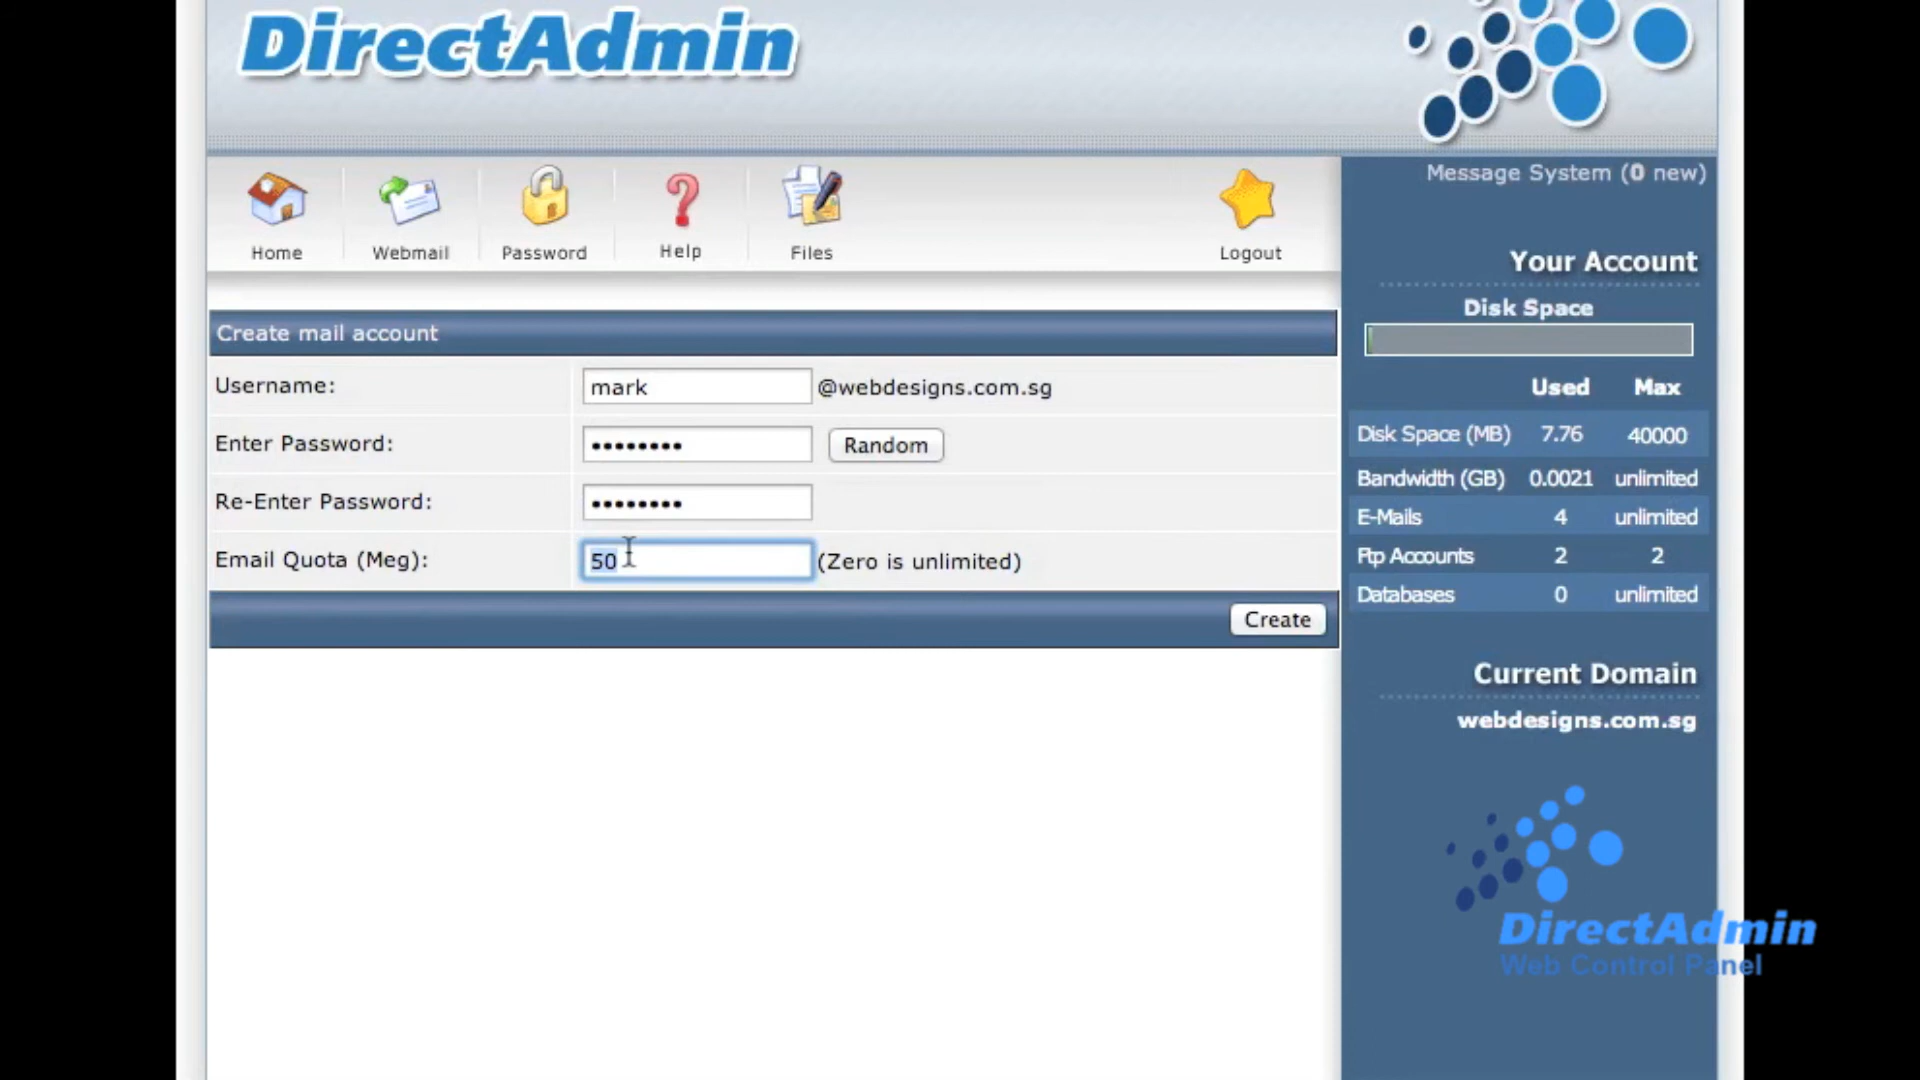 DirectAdmin
Message System (0 new)
Home
Webmail
Password
Help
Files
Logout
Create mail account
Username: mark @webdesigns.com.sg
Enter Password: •••••••• Random
Re-Enter Password: ••••••••
Email Quota (Meg): 50 (Zero is unlimited)
Create
Your Account
Disk Space
Used Max
Disk Space (MB) 7.76 40000
Bandwidth (GB) 0.0021 unlimited
E-Mails 4 unlimited
Ftp Accounts 2 2
Databases 0 unlimited
Current Domain
webdesigns.com.sg
DirectAdmin
Web Control Panel